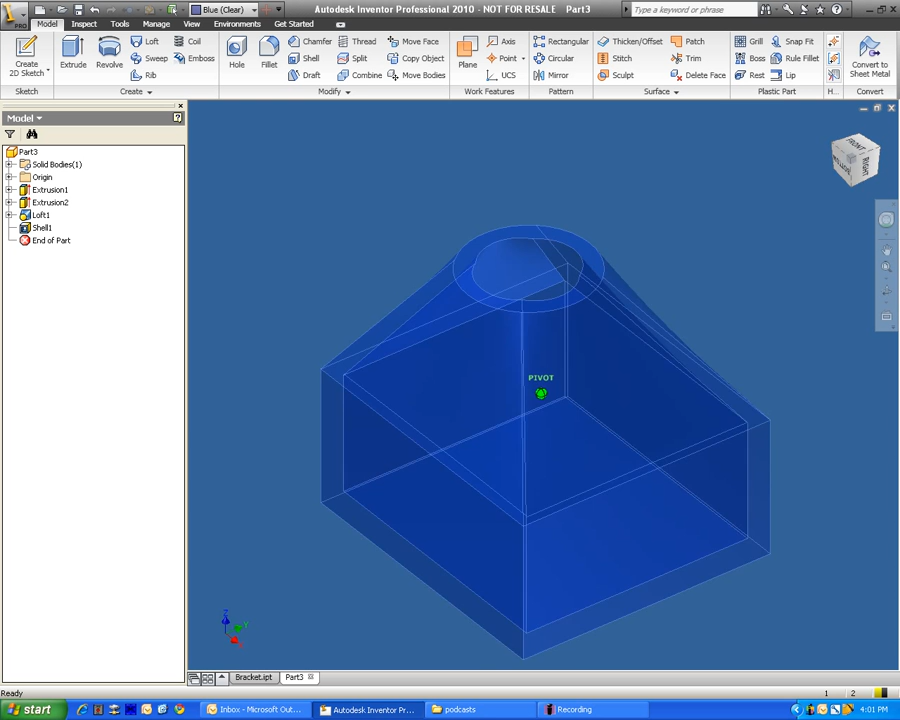 Autodesk Inventor Professional 2010 - NOT FOR RESALE Part3
Type a keyword or phrase
Blue (Clear)
PRO
Model Inspect Tools Manage View Environments Get Started
Create 2D Sketch Extrude Revolve Loft Coil Sweep Emboss Rib
Hole Fillet Chamfer Thread Move Face Shell Split Copy Object Draft Combine Move Bodies
Plane Axis Point UCS
Rectangular Circular Mirror
Thicken/Offset Patch Stitch Trim Sculpt Delete Face
Grill Snap Fit Boss Rule Fillet Rest Lip
Convert to Sheet Metal
Sketch Create Modify Work Features Pattern Surface Plastic Part H... Convert
Model
Part3
Solid Bodies(1)
Origin
Extrusion1
Extrusion2
Loft1
Shell1
End of Part
FRONT
RIGHT
PIVOT
Z
Y
X
Bracket.ipt Part3
Ready 1 2
start Inbox - Microsoft Out... Autodesk Inventor Pr... podcasts Recording 4:01 PM